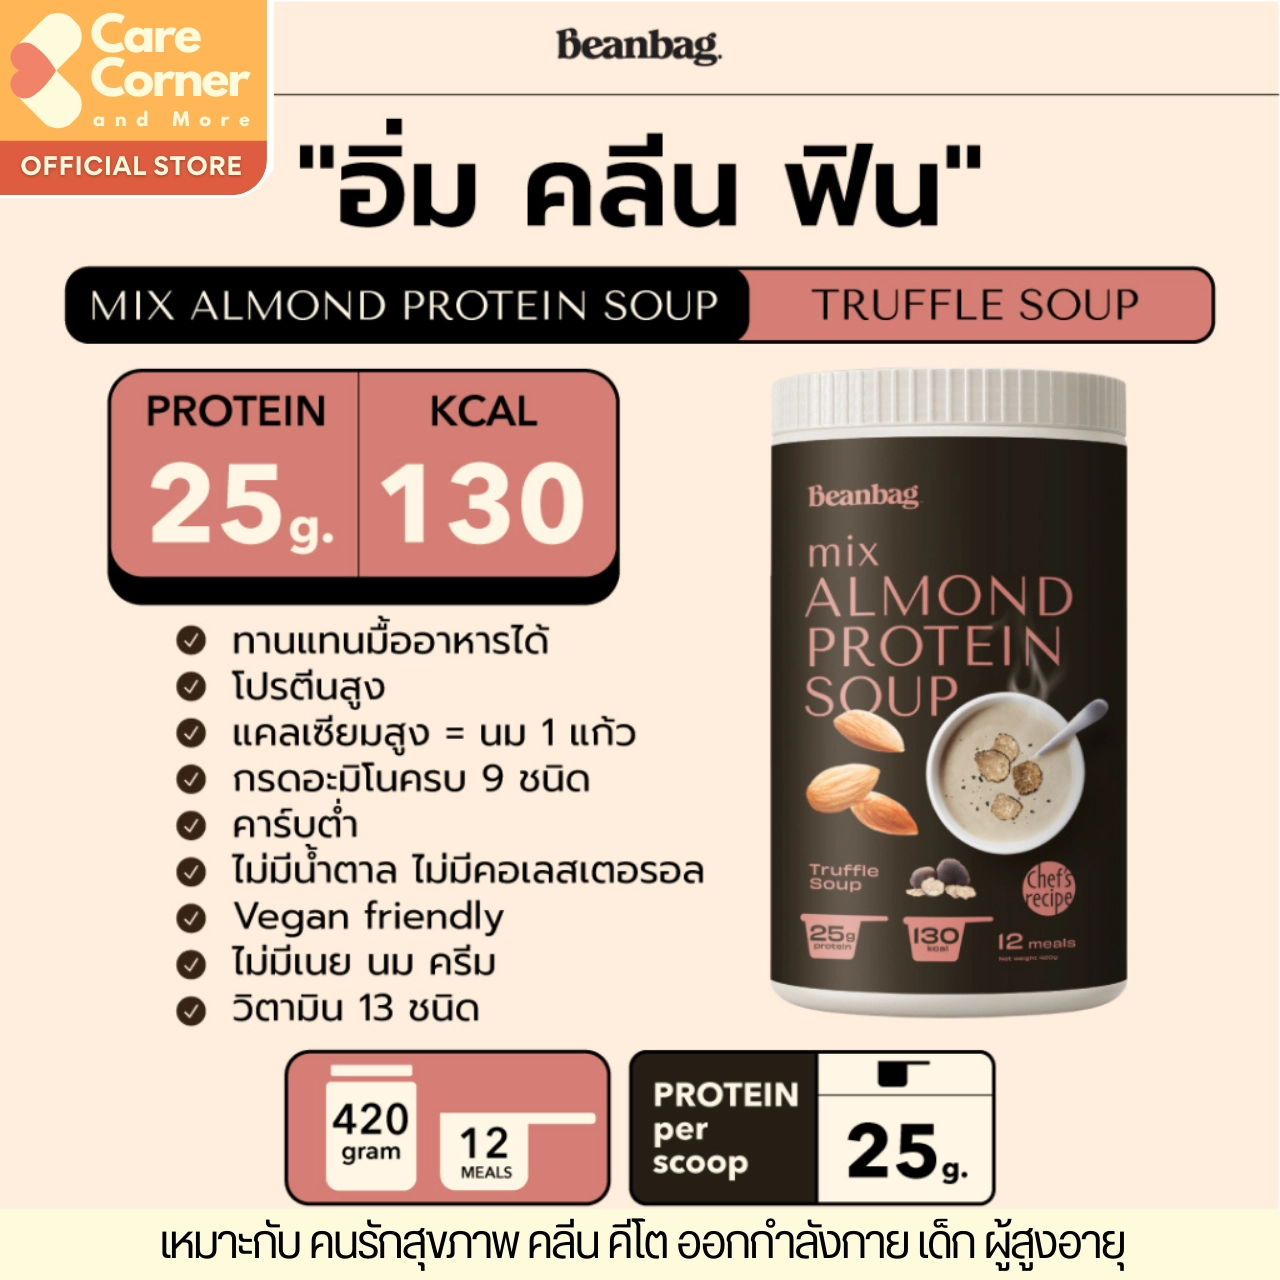 Care
Corner
and More
OFFICIAL STORE
Beanbag.
"อิ่ม คลีน ฟิน"
MIX ALMOND PROTEIN SOUP
TRUFFLE SOUP
PROTEIN
25g.
KCAL
130
ทานแทนมื้ออาหารได้
โปรตีนสูง
แคลเซียมสูง = นม 1 แก้ว
กรดอะมิโนครบ 9 ชนิด
คาร์บต่ำ
ไม่มีน้ำตาล ไม่มีคอเลสเตอรอล
Vegan friendly
ไม่มีเนย นม ครีม
วิตามิน 13 ชนิด
Beanbag
mix
ALMOND
PROTEIN
SOUP
Truffle
Soup
Chef's
recipe
25g
protein
130
kcal
12 meals
Net weight 420g
420
gram
12
MEALS
PROTEIN
per
scoop
25g.
เหมาะกับ คนรักสุขภาพ คลีน คีโต ออกกำลังกาย เด็ก ผู้สูงอายุ